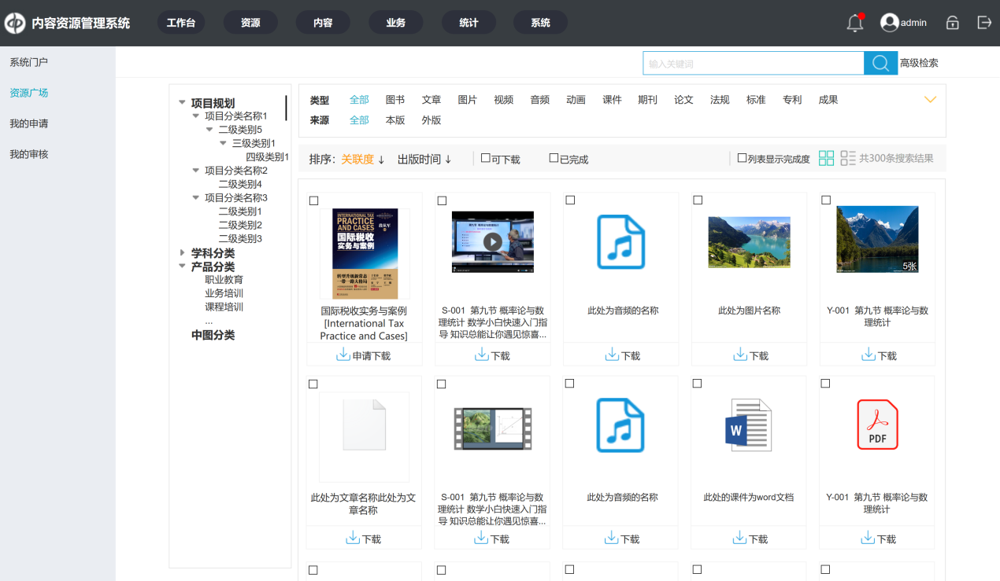 内容资源管理系统
工作台
资源
内容
业务
统计
系统
admin
系统门户
资源广场
我的申请
我的审核
输入关键词
高级检索
项目规划
项目分类名称1
二级类别5
三级类别1
四级类别1
项目分类名称2
二级类别4
项目分类名称3
二级类别1
二级类别2
二级类别3
学科分类
产品分类
职业教育
业务培训
课程培训
...
中图分类
类型 全部 图书 文章 图片 视频 音频 动画 课件 期刊 论文 法规 标准 专利 成果
来源 全部 本版 外版
排序: 关联度 ↓ 出版时间 ↓ 可下载 已完成 列表显示完成度 共300条搜索结果
INTERNATIONAL TAX
PRACTICE
AND CASES
段从军
国际税收
实务与案例
转型升级新常态
一带一路大格局
国际税收实务与案例
[International Tax
Practice and Cases]
申请下载
S-001 第九节 概率论与数
理统计 数学小白快速入门指
导 知识总能让你遇见惊喜...
下载
此处为音频的名称
下载
此处为图片名称
下载
5张
Y-001 第九节 概率论与数
理统计
下载
此处为文章名称此处为文
章名称
下载
S-001 第九节 概率论与数
理统计 数学小白快速入门指
导 知识总能让你遇见惊喜...
下载
此处为音频的名称
下载
W
此处的课件为word文档
下载
PDF
Y-001 第九节 概率论与数
理统计
下载